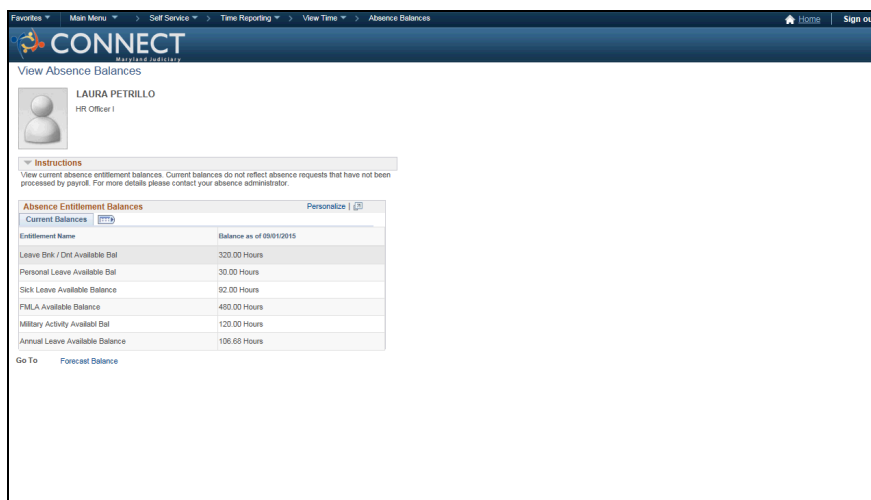 Favorites Main Menu > Self Service > Time Reporting > View Time > Absence Balances Home Sign ou
CONNECT
Maryland Judiciary
View Absence Balances
LAURA PETRILLO
HR Officer I
Instructions
View current absence entitlement balances. Current balances do not reflect absence requests that have not been
processed by payroll. For more details please contact your absence administrator.
Absence Entitlement Balances Personalize |
Current Balances
Entitlement Name Balance as of 09/01/2015
Leave Bnk / Dnt Available Bal 320.00 Hours
Personal Leave Available Bal 30.00 Hours
Sick Leave Available Balance 92.00 Hours
FMLA Available Balance 480.00 Hours
Military Activity Availabl Bal 120.00 Hours
Annual Leave Available Balance 106.68 Hours
Go To Forecast Balance